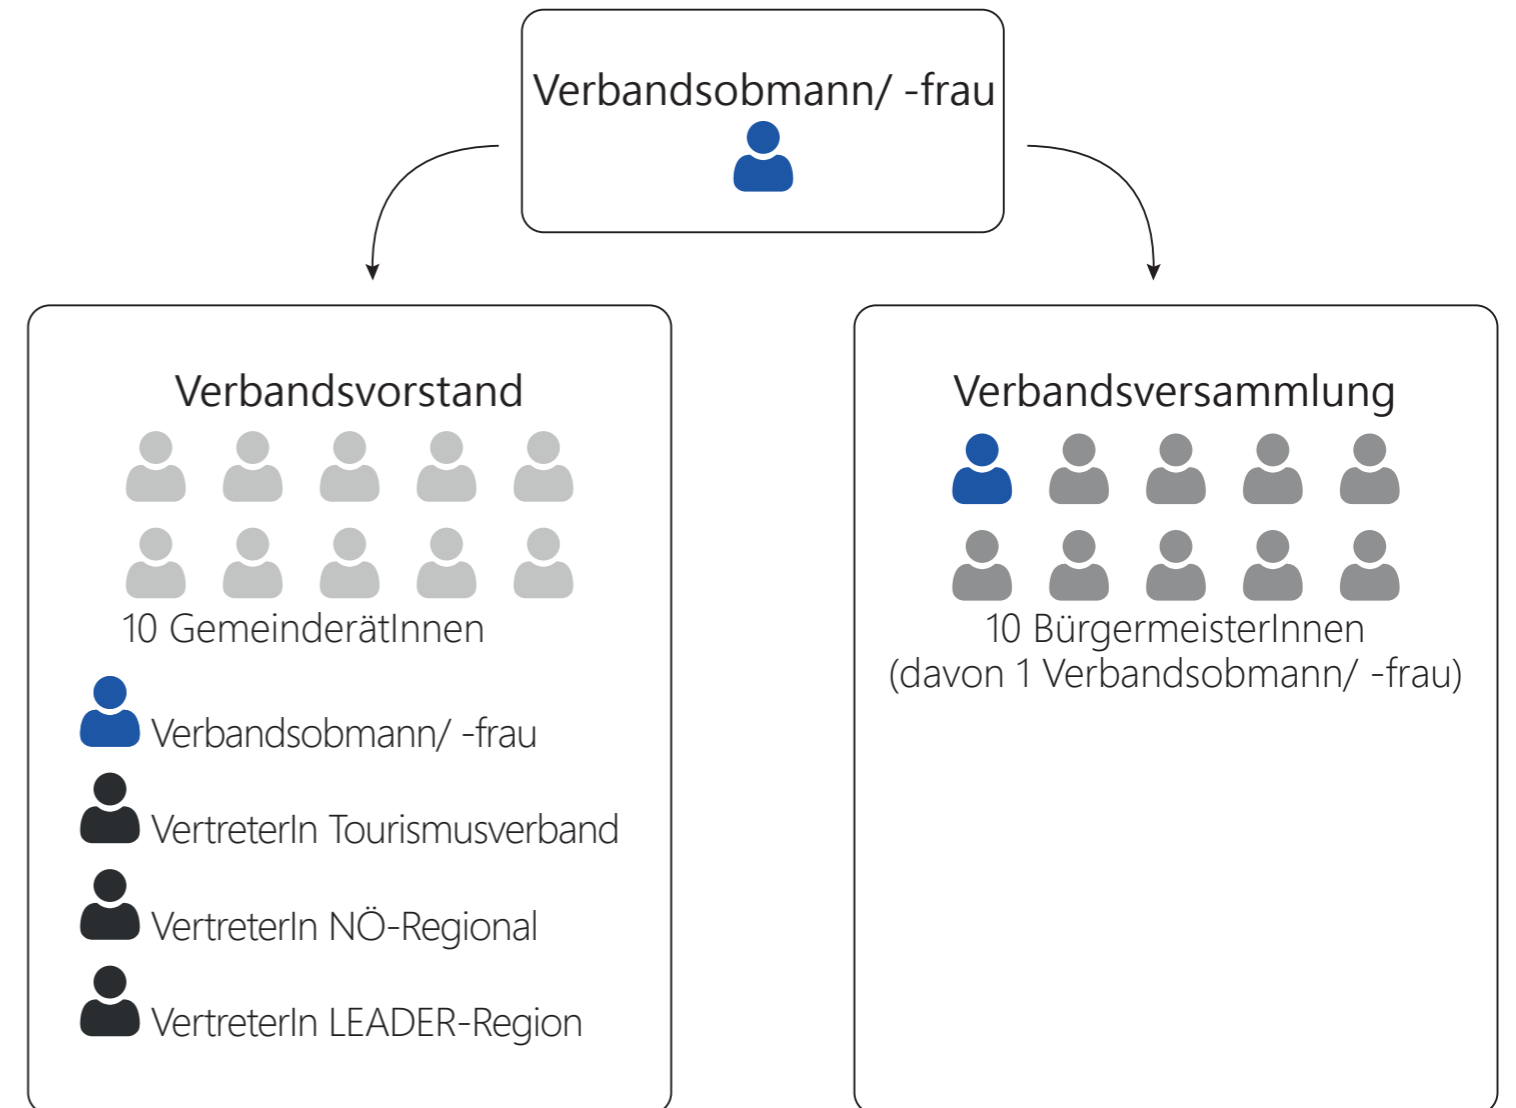 Verbandsobmann/ -frau
Verbandsvorstand
10 GemeinderätInnen
Verbandsobmann/ -frau
VertreterIn Tourismusverband
VertreterIn NÖ-Regional
VertreterIn LEADER-Region
Verbandsversammlung
10 BürgermeisterInnen
(davon 1 Verbandsobmann/ -frau)